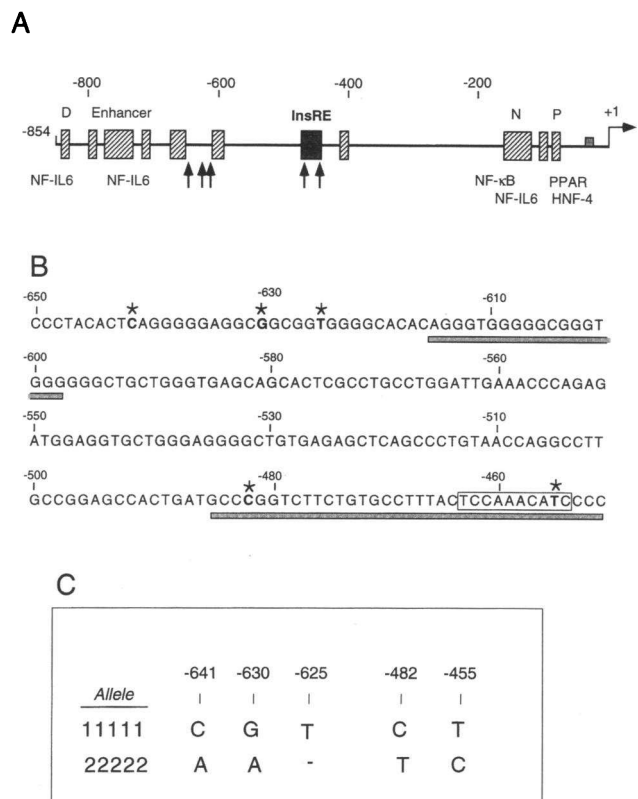 A
-800 -600 -400 -200
D Enhancer InsRE N P +1
-854
NF-IL6 NF-IL6 NF-κB PPAR
NF-IL6 HNF-4
B
-650 -630 -610
* * *
CCCTACACTCAGGGGGAGGCGGCGGTGGGGCACACAGGGTGGGGGCGGGT
-600 -580 -560
GGGGGGCTGCTGGGTGAGCAGCACTCGCCTGCCTGGATTGAAACCCAGAG
-550 -530 -510
ATGGAGGTGCTGGGAGGGGCTGTGAGAGCTCAGCCCTGTAACCAGGCCTT
-500 -480 -460
* *
GCCGGAGCCACTGATGCCCGGTCTTCTGTGCCTTTACTCCAAACATCCCC
C
-641 -630 -625 -482 -455
Allele
11111 C G T C T
22222 A A - T C